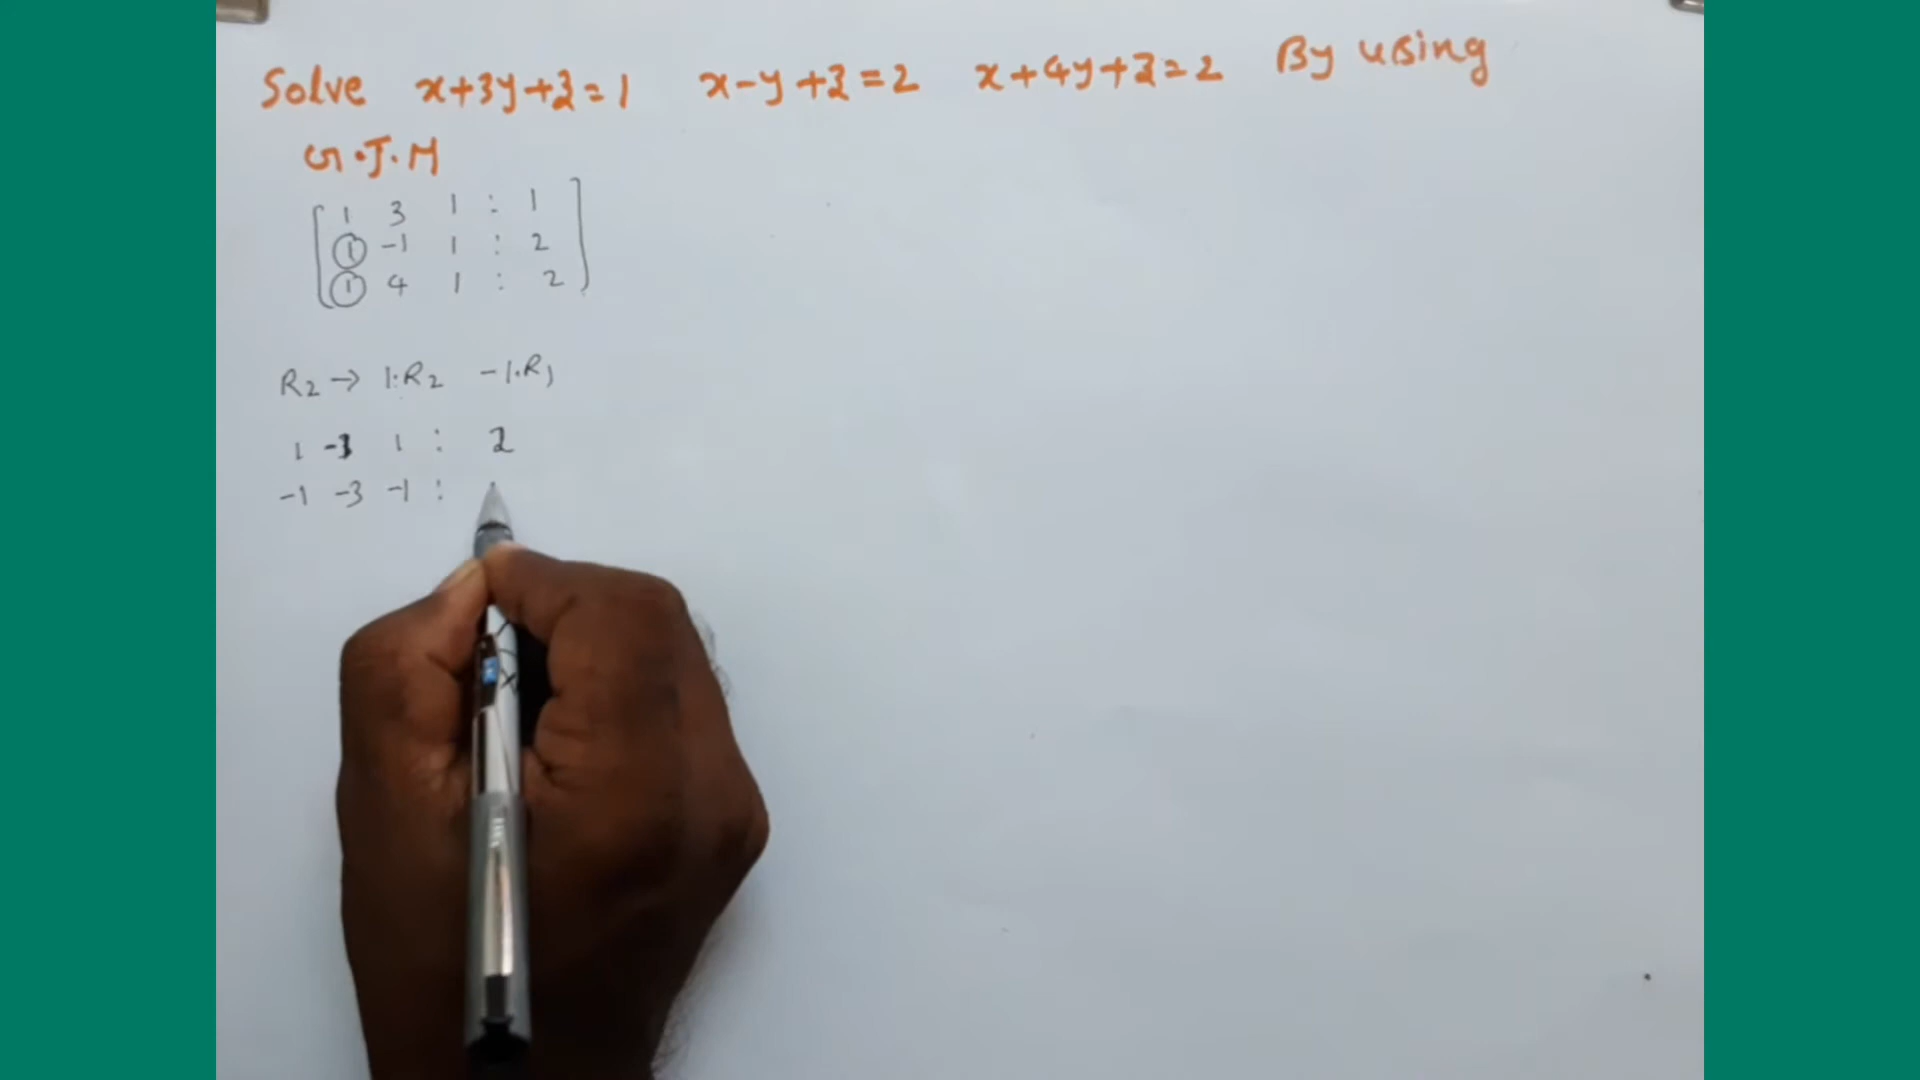 Solve x+3y+z=1 x-y+z=2 x+4y+z=2 By using
G.J.M
1 3 1 : 1
1 -1 1 : 2
1 4 1 : 2
R2 → 1.R2 -1.R1
1 1 : 2
-1 -3 -1 :